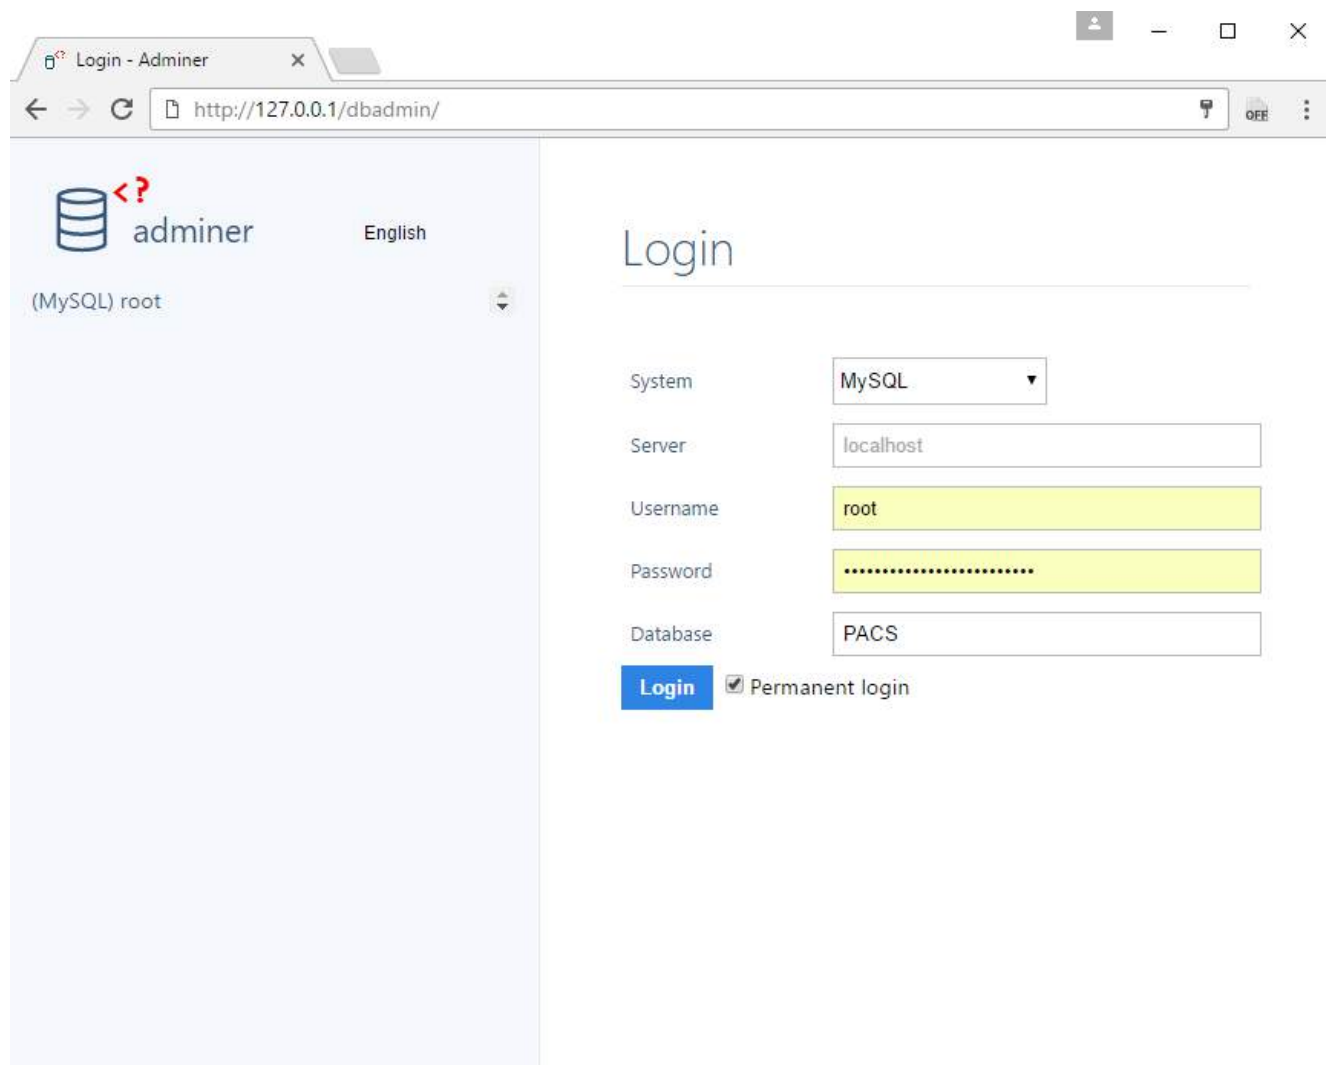 Login - Adminer
http://127.0.0.1/dbadmin/
OFF
<?
adminer
English
(MySQL) root
Login
System
MySQL
Server
localhost
Username
root
Password
•••••••••••••••••••••••••
Database
PACS
Login
Permanent login